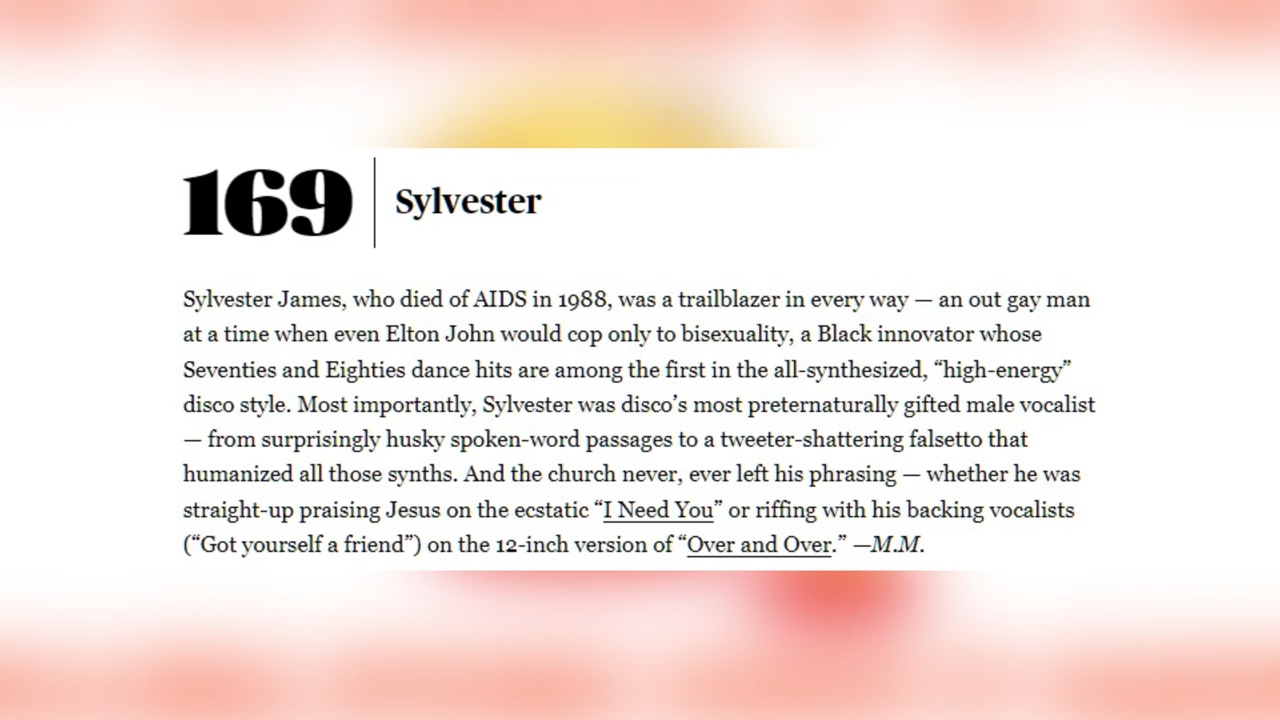 169
Sylvester
Sylvester James, who died of AIDS in 1988, was a trailblazer in every way — an out gay man
at a time when even Elton John would cop only to bisexuality, a Black innovator whose
Seventies and Eighties dance hits are among the first in the all-synthesized, “high-energy”
disco style. Most importantly, Sylvester was disco’s most preternaturally gifted male vocalist
— from surprisingly husky spoken-word passages to a tweeter-shattering falsetto that
humanized all those synths. And the church never, ever left his phrasing — whether he was
straight-up praising Jesus on the ecstatic “I Need You” or riffing with his backing vocalists
(“Got yourself a friend”) on the 12-inch version of “Over and Over.” —M.M.